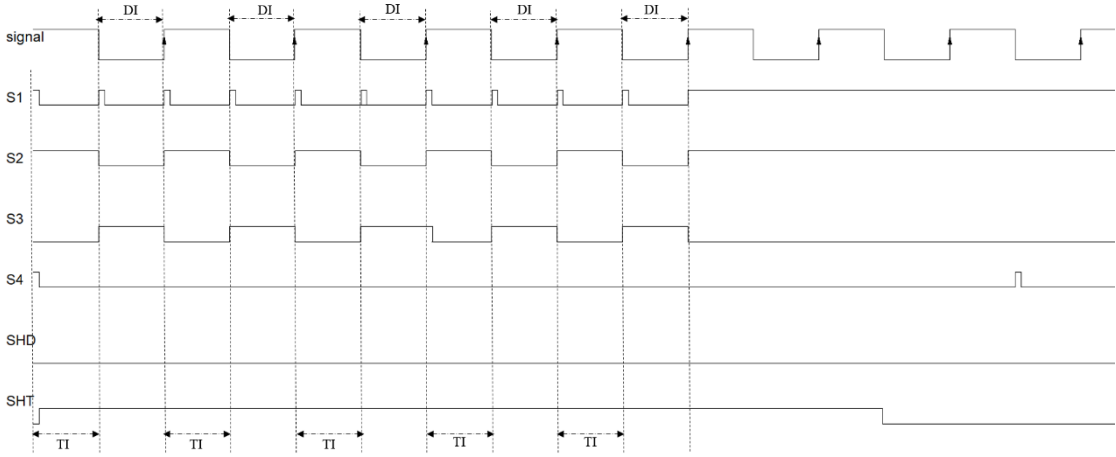 DI DI DI DI DI
signal
S1
S2
S3
S4
SHD
SHT
TI TI TI TI TI